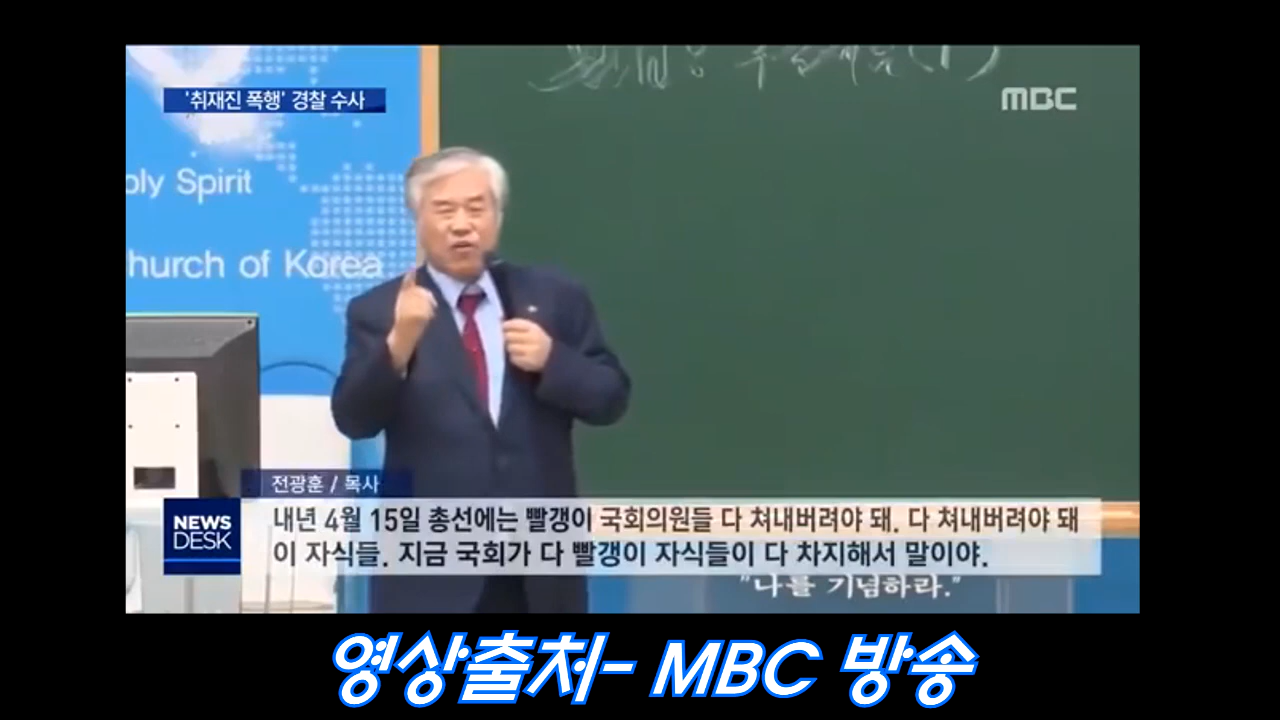 '취재진 폭행' 경찰 수사
MBC
oly Spirit
hurch of Korea
전광훈 / 목사
NEWS
DESK
내년 4월 15일 총선에는 빨갱이 국회의원들 다 쳐내버려야 돼. 다 쳐내버려야 돼
이 자식들. 지금 국회가 다 빨갱이 자식들이 다 차지해서 말이야.
"나를 기념하라."
영상출처- MBC 방송